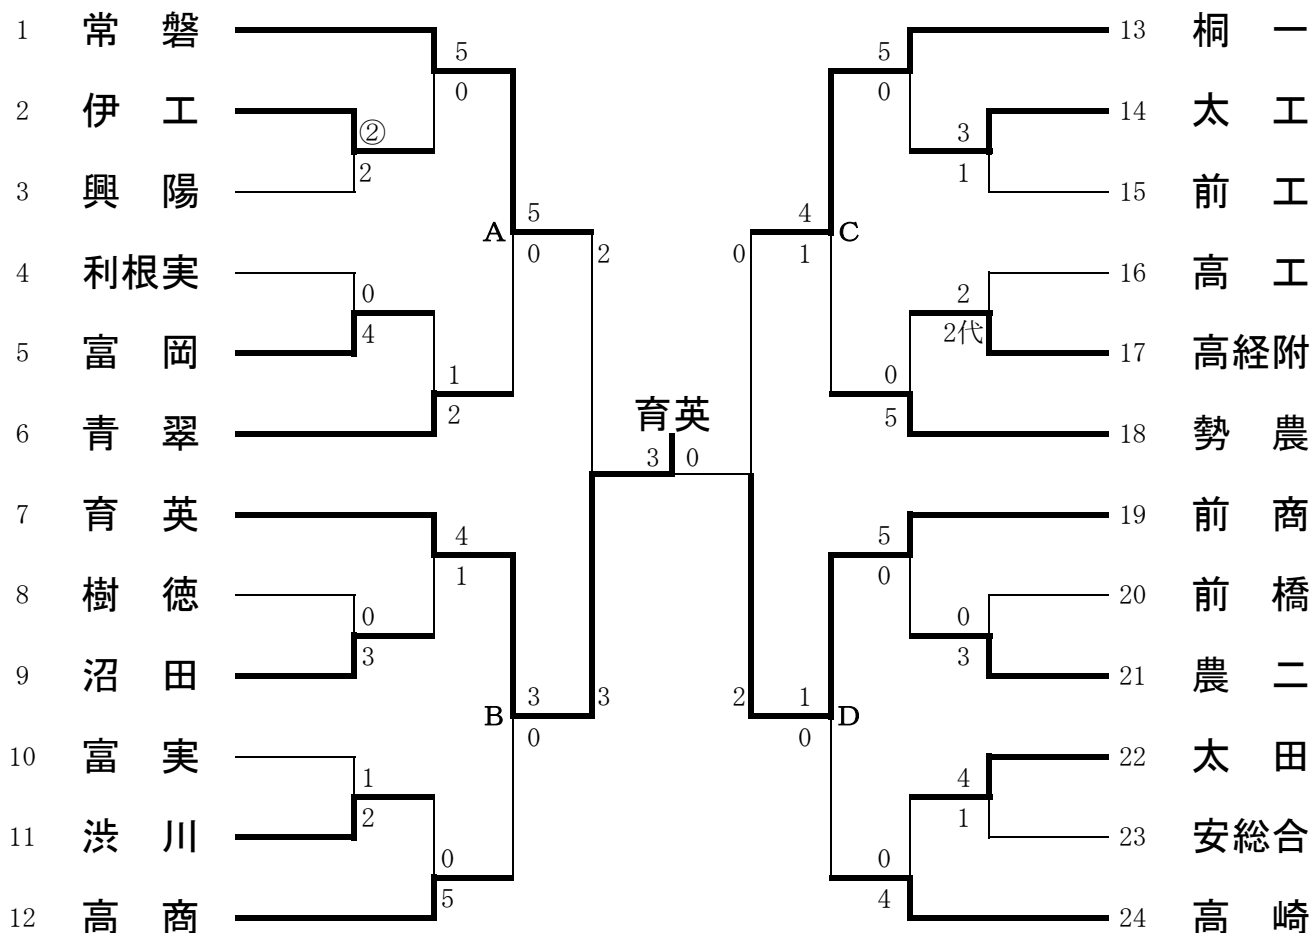 1 常磐 5 5 桐一 13
0 0
2 伊工 太工 14
② 3
2 1
3 興陽 前工 15
5 4
A 0 2 0 1 C
4 利根実 高工 16
0 2
4 2代
5 富岡 高経附 17
1 0
2 育英 5
6 青翠 勢農 18
3 0
7 育英 前商 19
4 5
1 0
8 樹徳 前橋 20
0 0
3 3
9 沼田 農二 21
3 3 2 1
B 0 0 D
10 富実 太田 22
1 4
2 1
11 渋川 安総合 23
0 0
5 4
12 高商 高崎 24